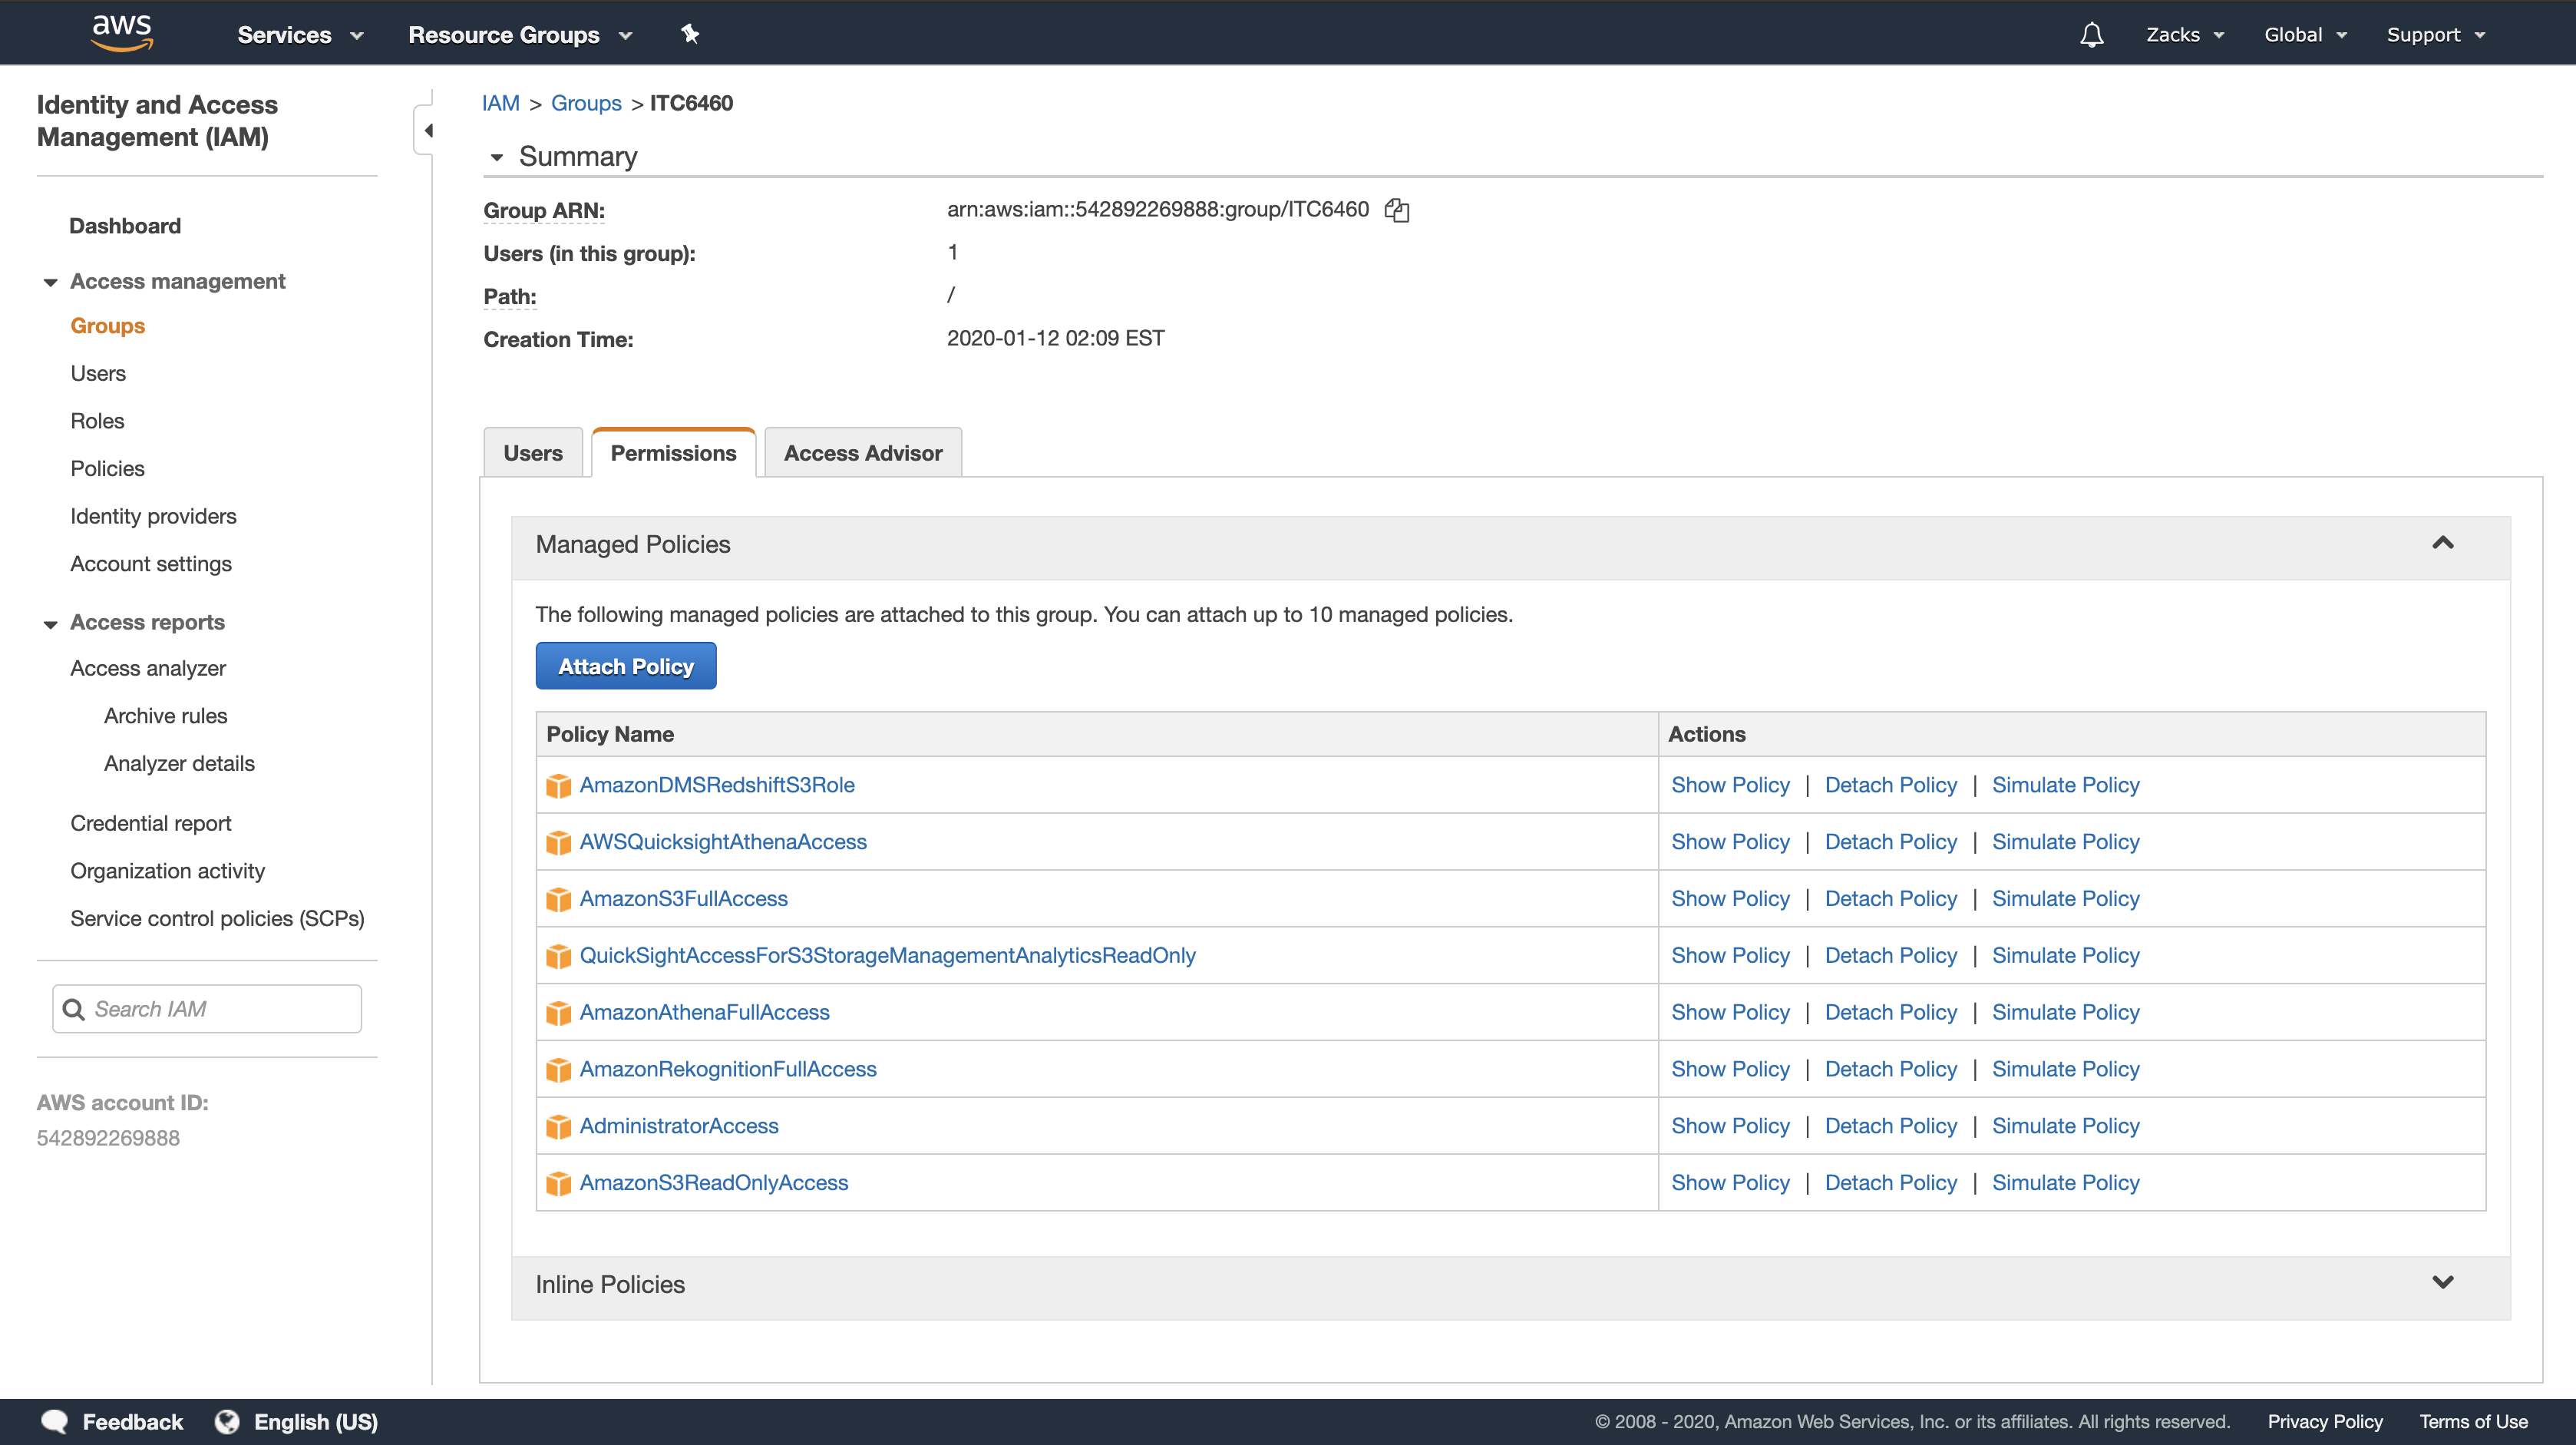 aws Services Resource Groups Zacks Global Support
Identity and Access
Management (IAM)
Dashboard
Access management
Groups
Users
Roles
Policies
Identity providers
Account settings
Access reports
Access analyzer
Archive rules
Analyzer details
Credential report
Organization activity
Service control policies (SCPs)
Search IAM
AWS account ID:
542892269888
IAM > Groups > ITC6460
Summary
Group ARN: arn:aws:iam::542892269888:group/ITC6460
Users (in this group): 1
Path: /
Creation Time: 2020-01-12 02:09 EST
Users Permissions Access Advisor
Managed Policies
The following managed policies are attached to this group. You can attach up to 10 managed policies.
Attach Policy
Policy Name Actions
AmazonDMSRedshiftS3Role Show Policy | Detach Policy | Simulate Policy
AWSQuicksightAthenaAccess Show Policy | Detach Policy | Simulate Policy
AmazonS3FullAccess Show Policy | Detach Policy | Simulate Policy
QuickSightAccessForS3StorageManagementAnalyticsReadOnly Show Policy | Detach Policy | Simulate Policy
AmazonAthenaFullAccess Show Policy | Detach Policy | Simulate Policy
AmazonRekognitionFullAccess Show Policy | Detach Policy | Simulate Policy
AdministratorAccess Show Policy | Detach Policy | Simulate Policy
AmazonS3ReadOnlyAccess Show Policy | Detach Policy | Simulate Policy
Inline Policies
Feedback English (US) © 2008 - 2020, Amazon Web Services, Inc. or its affiliates. All rights reserved. Privacy Policy Terms of Use